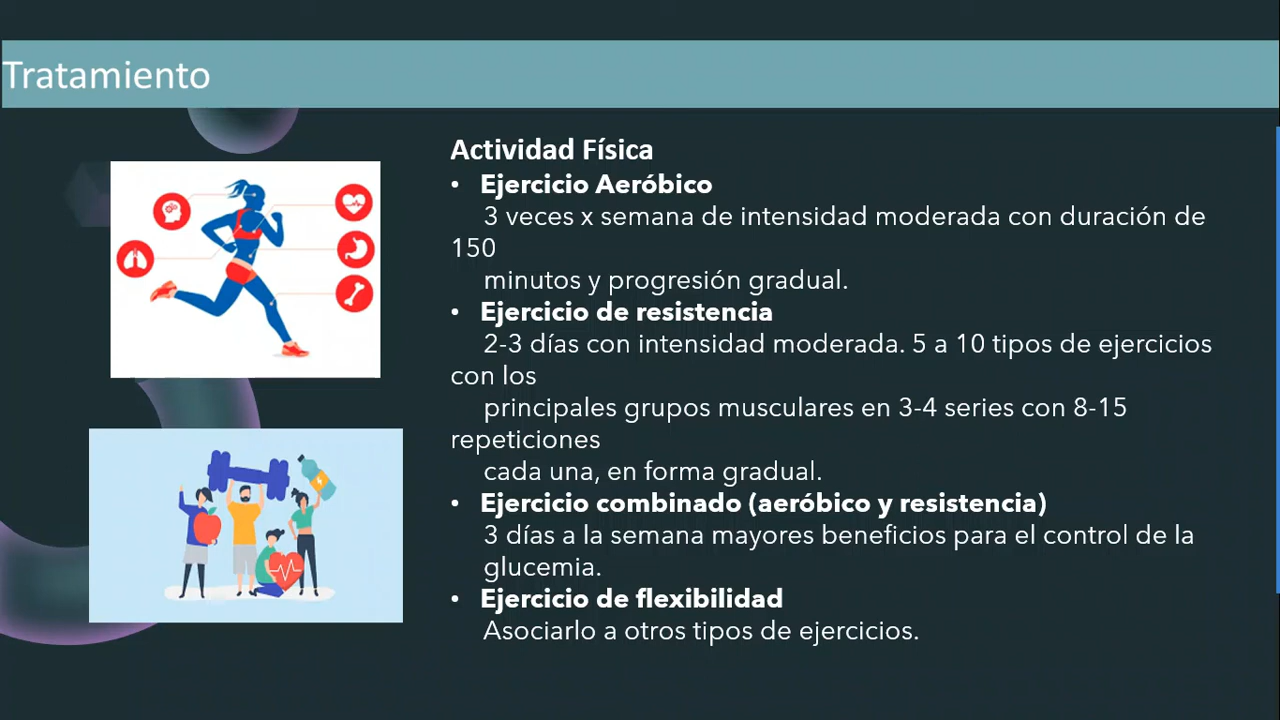 Tratamiento
Actividad Física
• Ejercicio Aeróbico
3 veces x semana de intensidad moderada con duración de
150
minutos y progresión gradual.
• Ejercicio de resistencia
2-3 días con intensidad moderada. 5 a 10 tipos de ejercicios
con los
principales grupos musculares en 3-4 series con 8-15
repeticiones
cada una, en forma gradual.
• Ejercicio combinado (aeróbico y resistencia)
3 días a la semana mayores beneficios para el control de la
glucemia.
• Ejercicio de flexibilidad
Asociarlo a otros tipos de ejercicios.